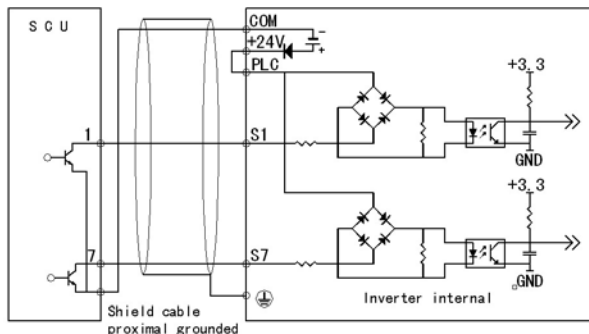 SCU
COM
+24V
PLC
1
S1
+3.3
GND
+3.3
7
S7
GND
Shield cable
proximal grounded
Inverter internal
-
+